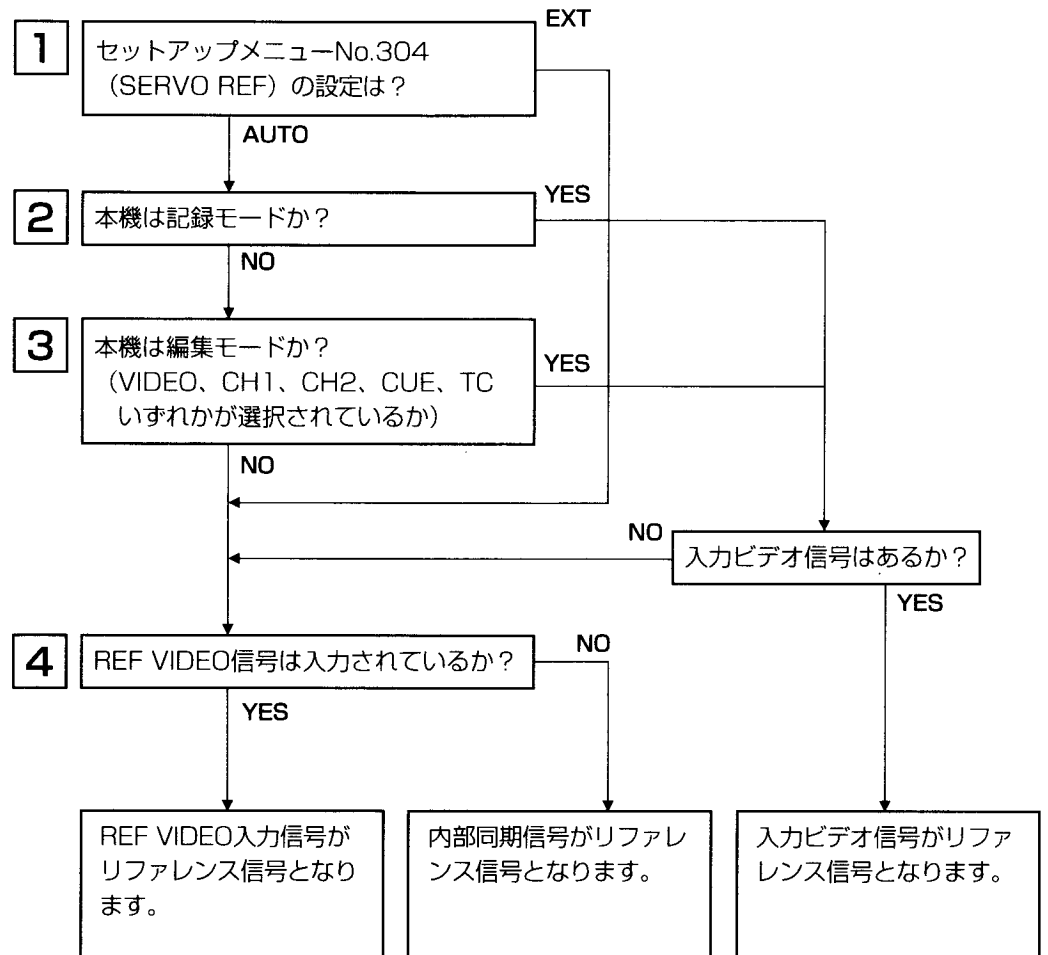 EXT
1
セットアップメニューNo.304
（SERVO REF）の設定は？
AUTO
2
本機は記録モードか？
YES
NO
3
本機は編集モードか？
（VIDEO、CH1、CH2、CUE、TC
いずれかが選択されているか）
YES
NO
NO
入力ビデオ信号はあるか？
YES
4
REF VIDEO信号は入力されているか？
NO
YES
REF VIDEO入力信号が
リファレンス信号となり
ます。
内部同期信号がリファレ
ンス信号となります。
入力ビデオ信号がリファ
レンス信号となります。